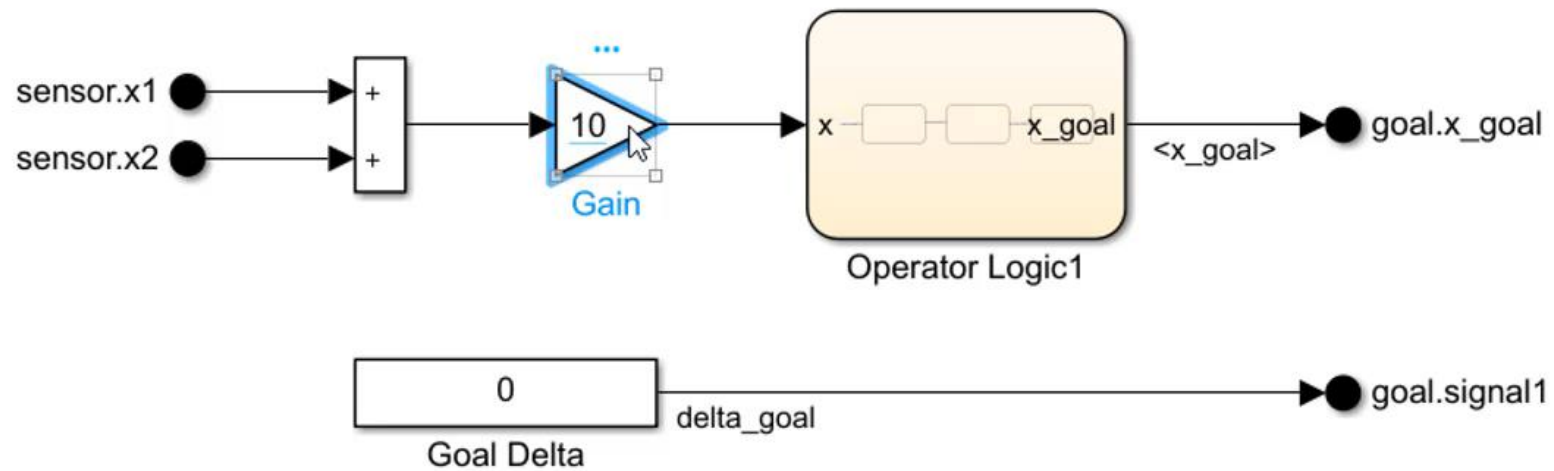 ...
sensor.x1
+
sensor.x2
+
10
Gain
x
x_goal
Operator Logic1
<x_goal>
goal.x_goal
0
Goal Delta
delta_goal
goal.signal1